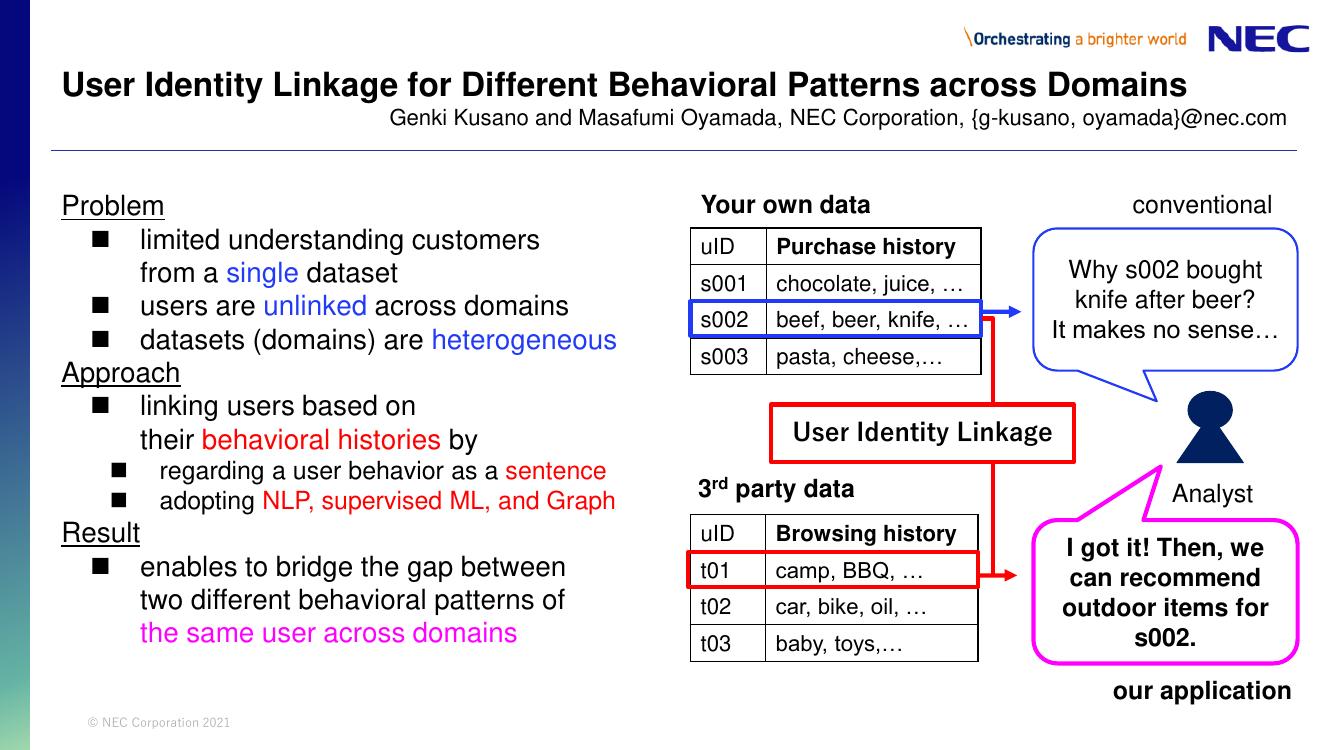 \Orchestrating a brighter world NEC
User Identity Linkage for Different Behavioral Patterns across Domains
Genki Kusano and Masafumi Oyamada, NEC Corporation, {g-kusano, oyamada}@nec.com
Problem
■ limited understanding customers
from a single dataset
■ users are unlinked across domains
■ datasets (domains) are heterogeneous
Approach
■ linking users based on
their behavioral histories by
■ regarding a user behavior as a sentence
■ adopting NLP, supervised ML, and Graph
Result
■ enables to bridge the gap between
two different behavioral patterns of
the same user across domains
Your own data
uID Purchase history
s001 chocolate, juice, …
s002 beef, beer, knife, …
s003 pasta, cheese,…
conventional
Why s002 bought
knife after beer?
It makes no sense…
User Identity Linkage
Analyst
3rd party data
uID Browsing history
t01 camp, BBQ, …
t02 car, bike, oil, …
t03 baby, toys,…
I got it! Then, we
can recommend
outdoor items for
s002.
our application
© NEC Corporation 2021